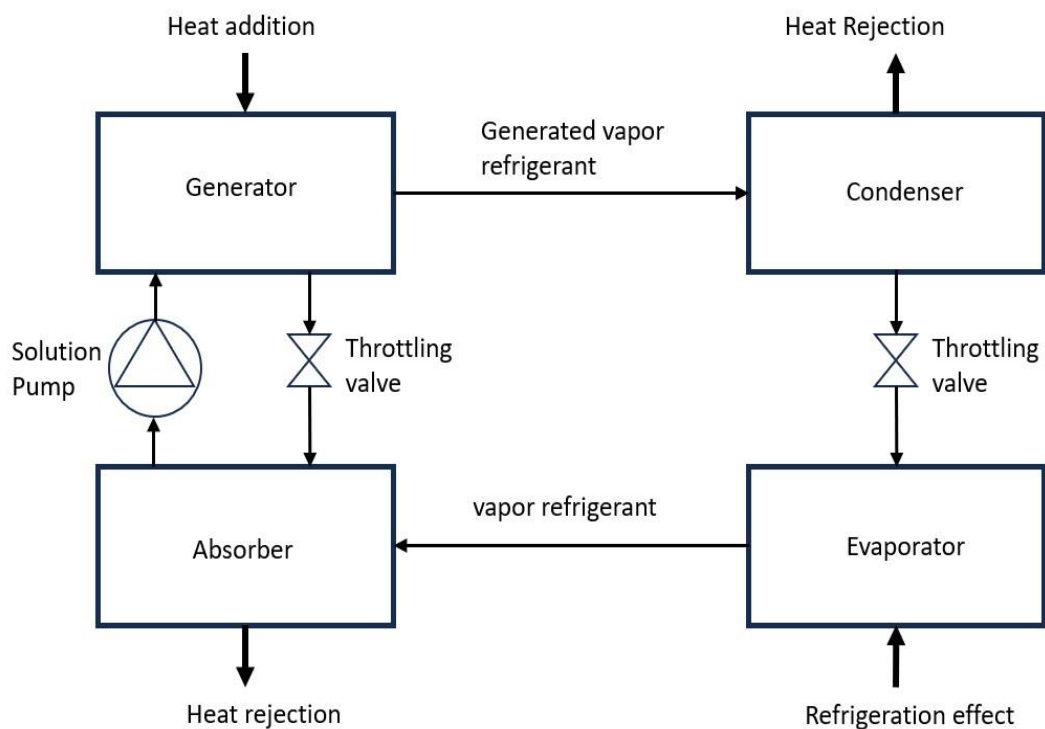 Heat addition
Heat Rejection
Generated vapor
refrigerant
Generator
Condenser
Solution
Pump
Throttling
valve
Throttling
valve
vapor refrigerant
Absorber
Evaporator
Heat rejection
Refrigeration effect